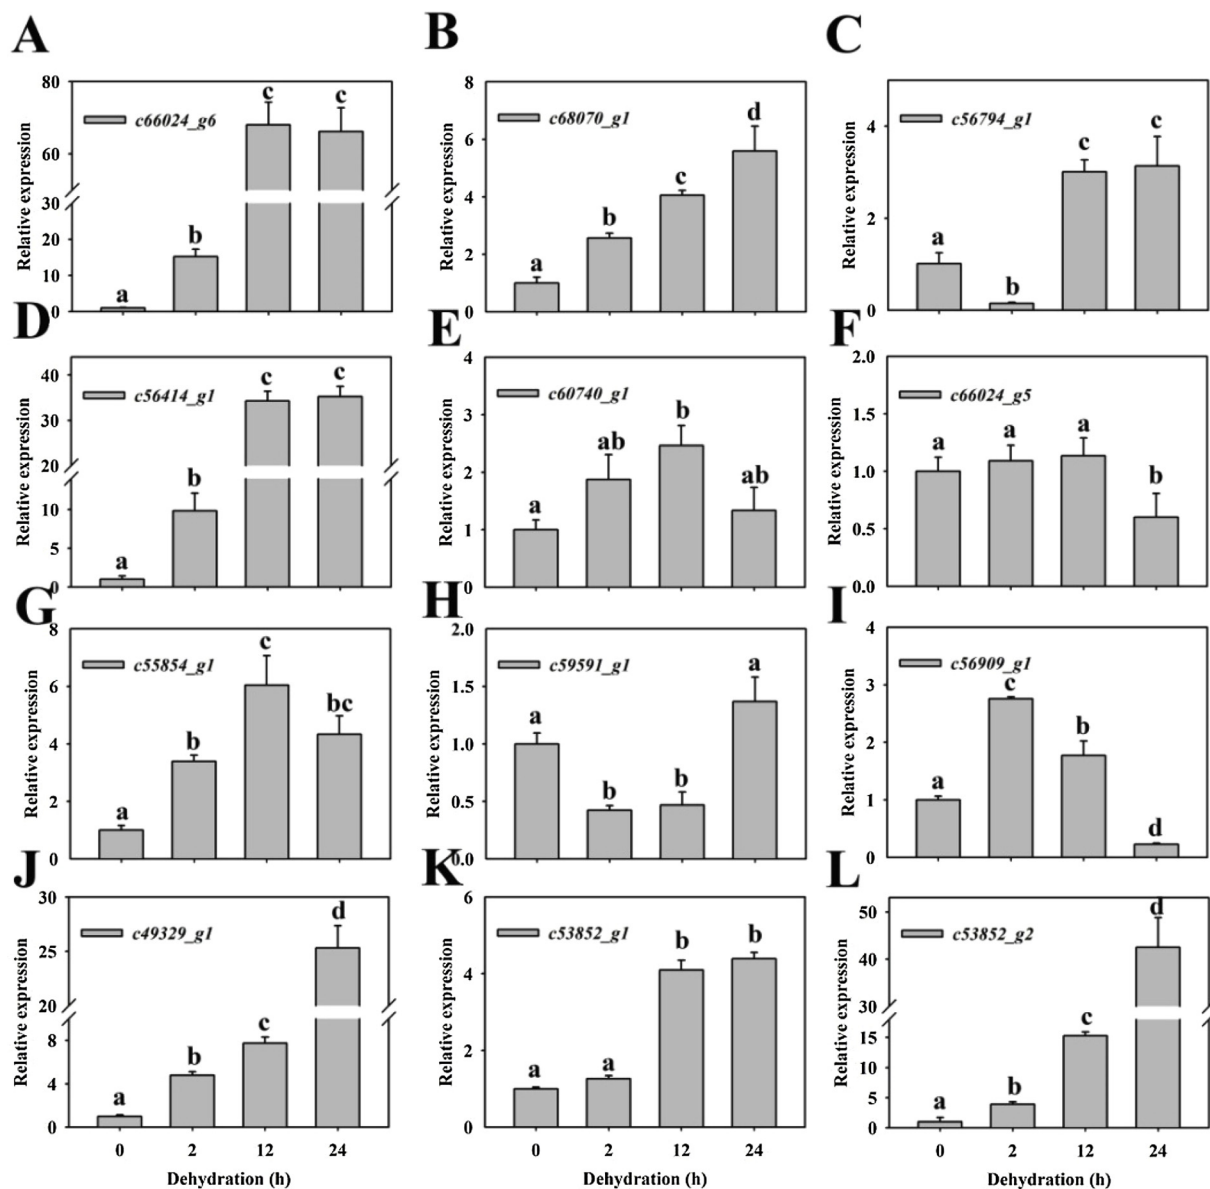 A
B
C
80
60
30
20
10
0
Relative expression
c66024_g6
a
b
c
c
8
6
4
2
0
Relative expression
c68070_g1
a
b
c
d
4
2
0
Relative expression
c56794_g1
a
b
c
c
D
E
F
40
30
20
10
5
0
Relative expression
c56414_g1
a
b
c
c
4
3
2
1
0
Relative expression
c60740_g1
a
ab
b
ab
2.0
1.5
1.0
0.5
0.0
Relative expression
c66024_g5
a
a
a
b
G
H
I
8
6
4
2
0
Relative expression
c55854_g1
a
b
c
bc
2.0
1.5
1.0
0.5
0.0
Relative expression
c59591_g1
a
b
b
a
4
3
2
1
0
Relative expression
c56909_g1
a
c
b
d
J
K
L
30
25
20
8
4
0
Relative expression
c49329_g1
a
b
c
d
0 2 12 24
Dehydration (h)
6
4
2
0
Relative expression
c53852_g1
a
a
b
b
0 2 12 24
Dehydration (h)
50
40
30
15
10
5
0
Relative expression
c53852_g2
a
b
c
d
0 2 12 24
Dehydration (h)